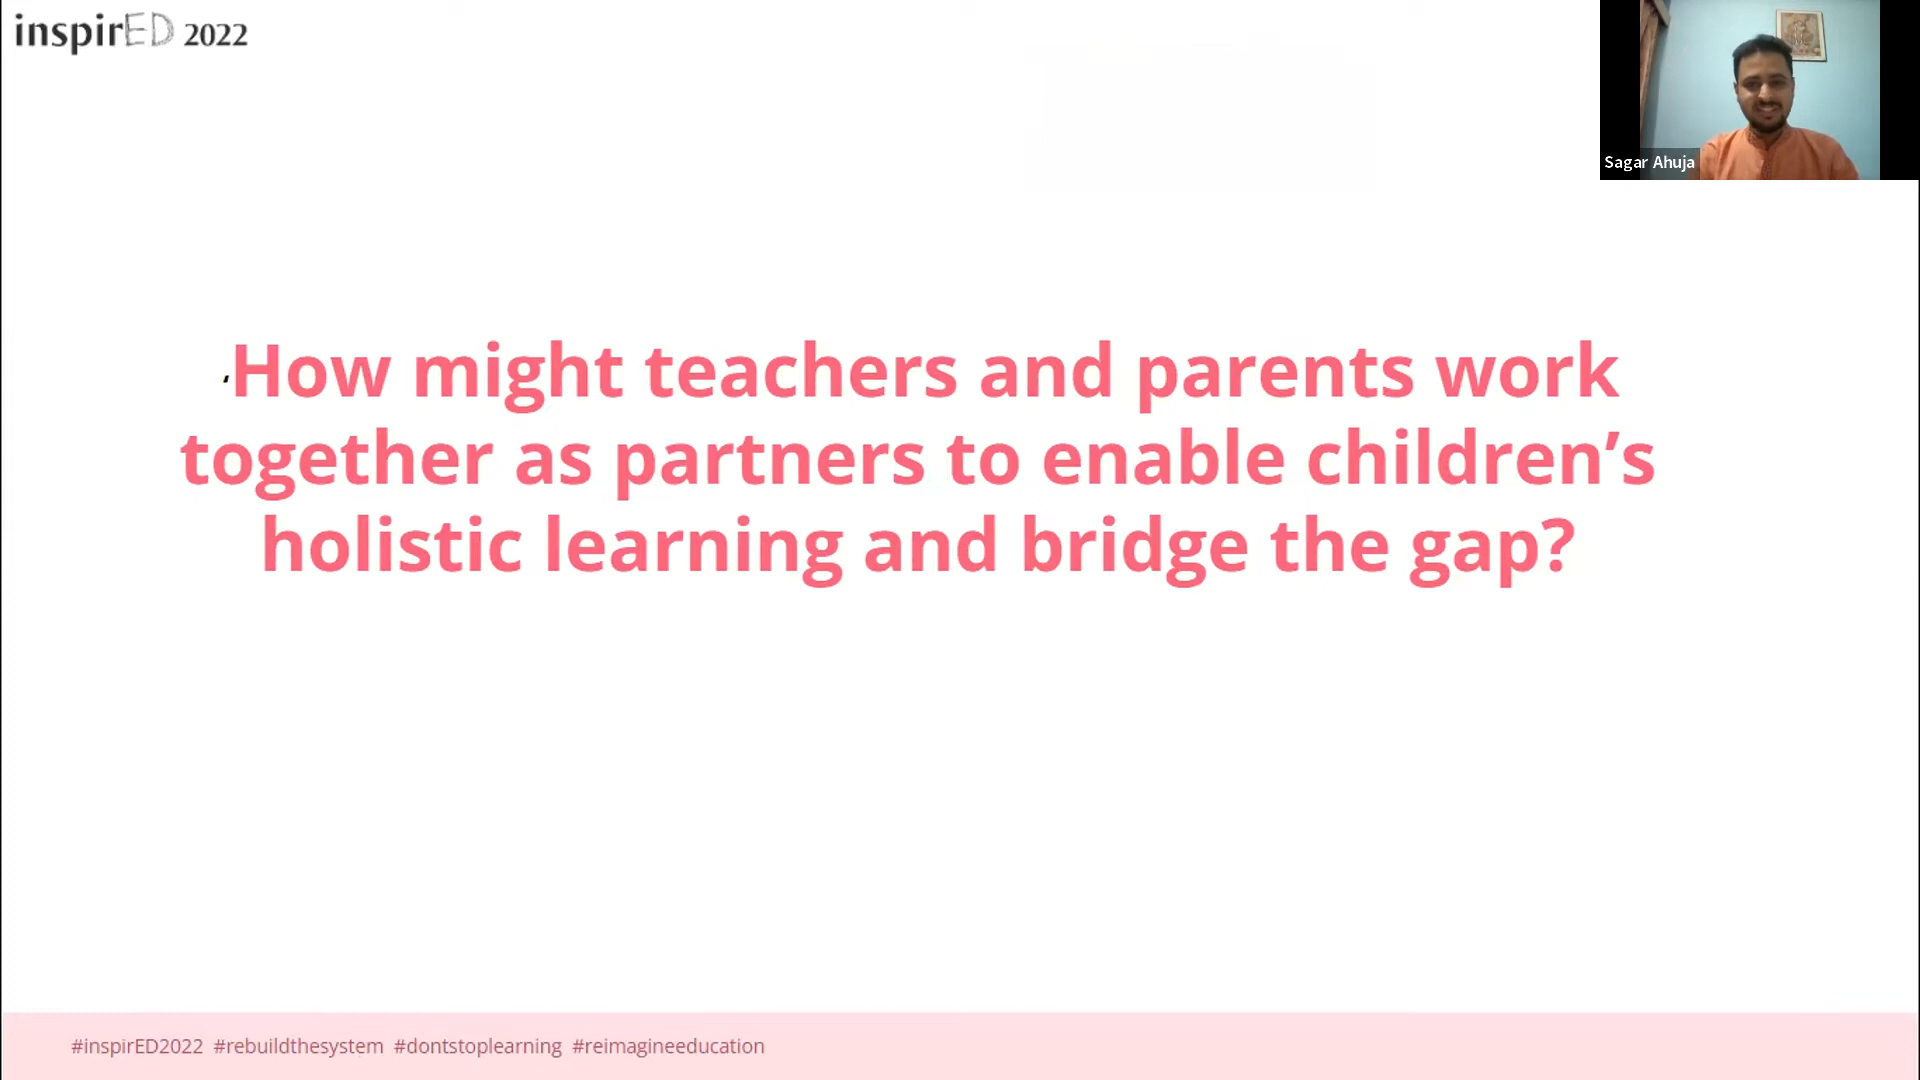 inspirED 2022
Sagar Ahuja
How might teachers and parents work
together as partners to enable children’s
holistic learning and bridge the gap?
#inspirED2022 #rebuildthesystem #dontstoplearning #reimagineeducation